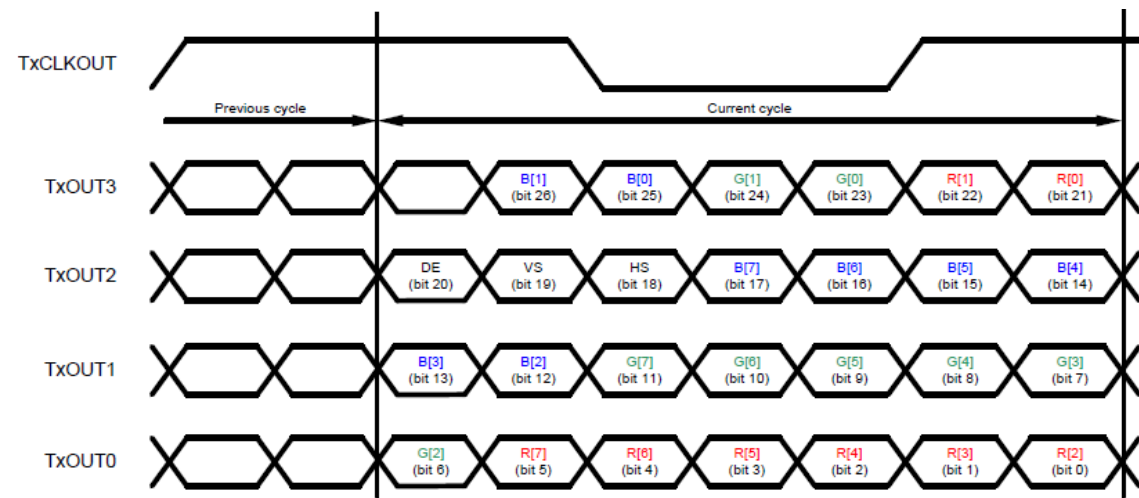 TxCLKOUT
Previous cycle
Current cycle
TxOUT3
B[1] B[0] G[1] G[0] R[1] R[0]
(bit 26) (bit 25) (bit 24) (bit 23) (bit 22) (bit 21)
TxOUT2
DE VS HS B[7] B[6] B[5] B[4]
(bit 20) (bit 19) (bit 18) (bit 17) (bit 16) (bit 15) (bit 14)
TxOUT1
B[3] B[2] G[7] G[6] G[5] G[4] G[3]
(bit 13) (bit 12) (bit 11) (bit 10) (bit 9) (bit 8) (bit 7)
TxOUT0
G[2] R[7] R[6] R[5] R[4] R[3] R[2]
(bit 6) (bit 5) (bit 4) (bit 3) (bit 2) (bit 1) (bit 0)